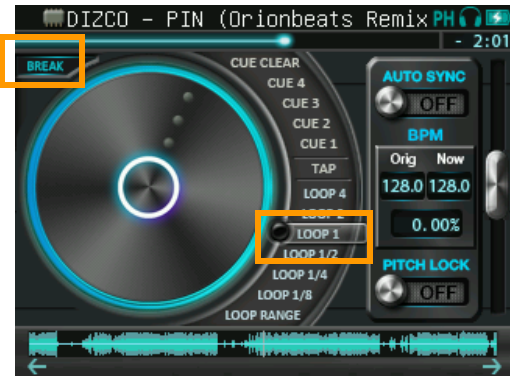 DIZCO - PIN (Orionbeats Remix PH
- 2:01
BREAK
CUE CLEAR
CUE 4
CUE 3
CUE 2
CUE 1
TAP
LOOP 4
LOOP 2
LOOP 1
LOOP 1/2
LOOP 1/4
LOOP 1/8
LOOP RANGE
AUTO SYNC
OFF
BPM
Orig Now
128.0 128.0
0.00%
PITCH LOCK
OFF